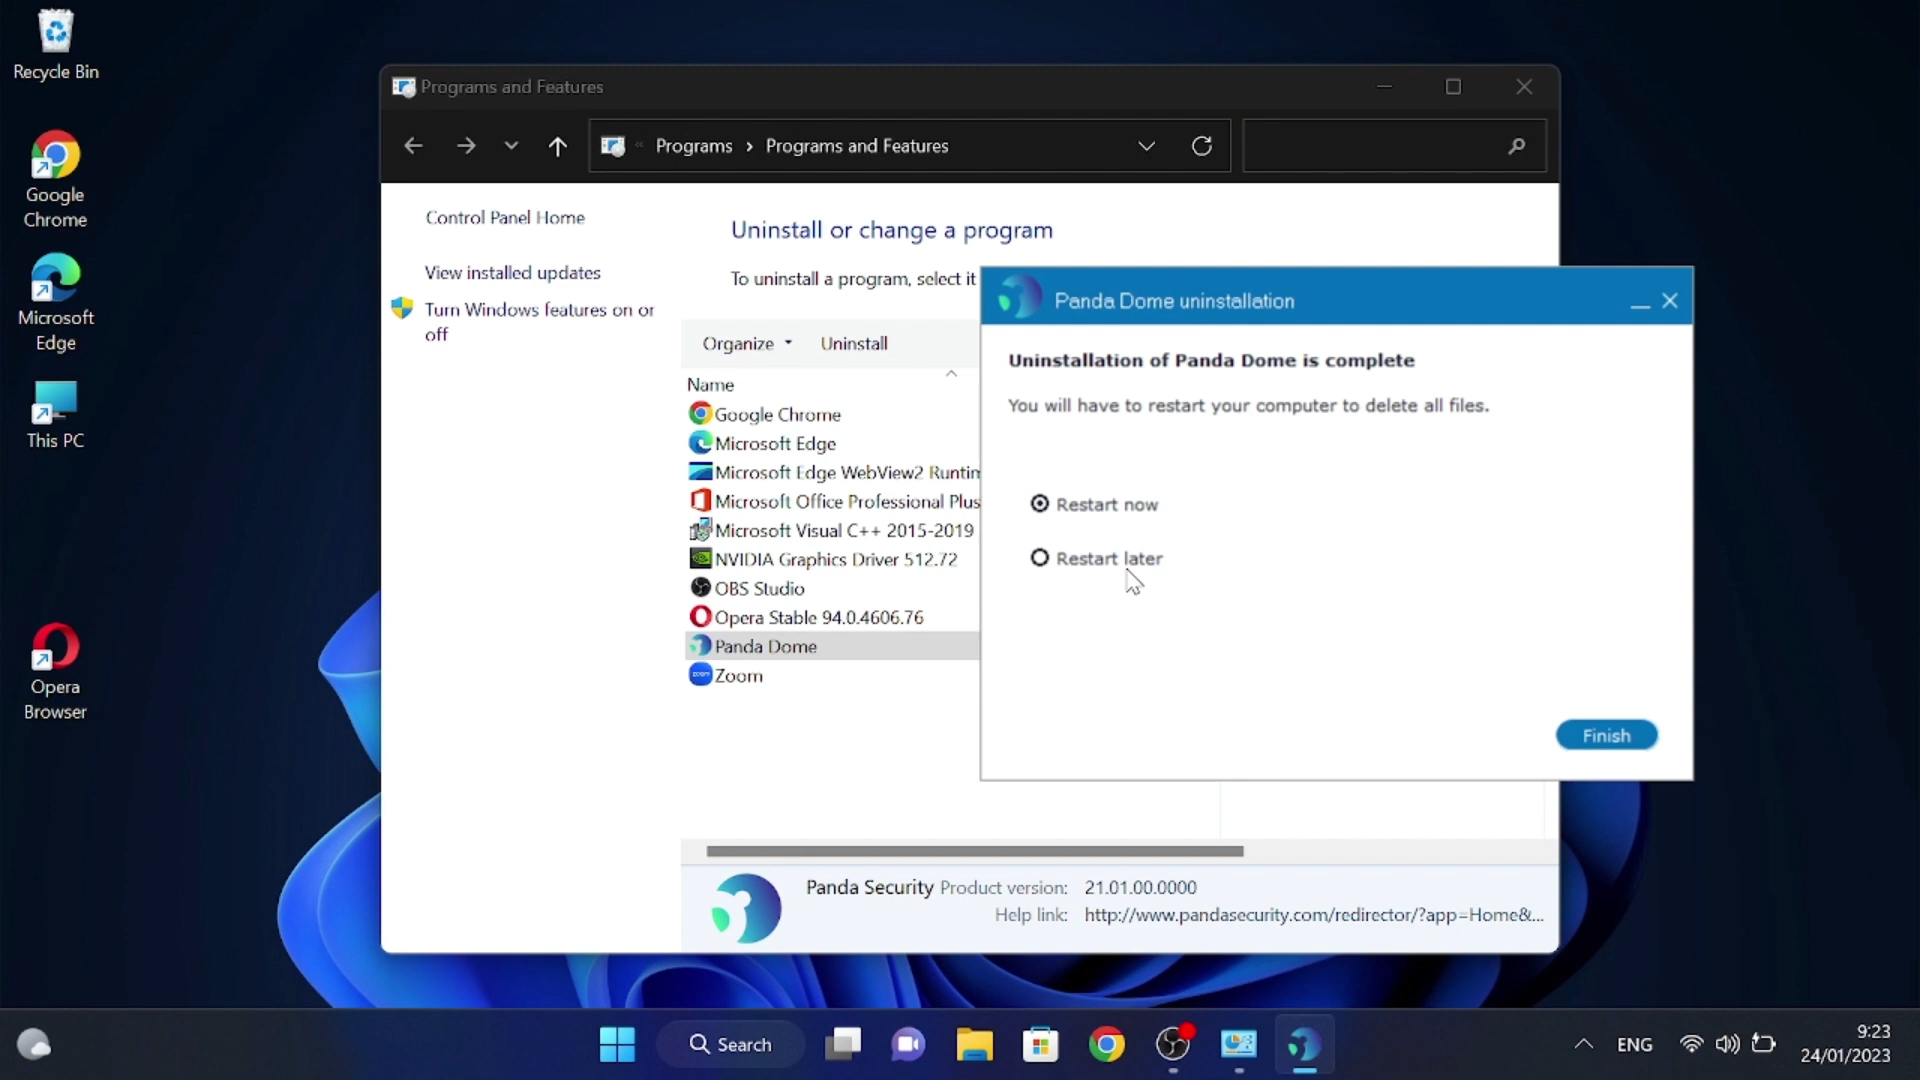 Recycle Bin
Google
Chrome
Microsoft
Edge
This PC
Opera
Browser
Programs and Features
Programs
Programs and Features
Control Panel Home
View installed updates
Turn Windows features on or
off
Uninstall or change a program
To uninstall a program, select it
Organize
Uninstall
Name
Google Chrome
Microsoft Edge
Microsoft Edge WebView2 Runtin
Microsoft Office Professional Plus
Microsoft Visual C++ 2015-2019
NVIDIA Graphics Driver 512.72
OBS Studio
Opera Stable 94.0.4606.76
Panda Dome
Zoom
Panda Dome uninstallation
Uninstallation of Panda Dome is complete
You will have to restart your computer to delete all files.
Restart now
Restart later
Finish
Panda Security Product version: 21.01.00.0000
Help link: http://www.pandasecurity.com/redirector/?app=Home&...
Search
ENG
9:23
24/01/2023